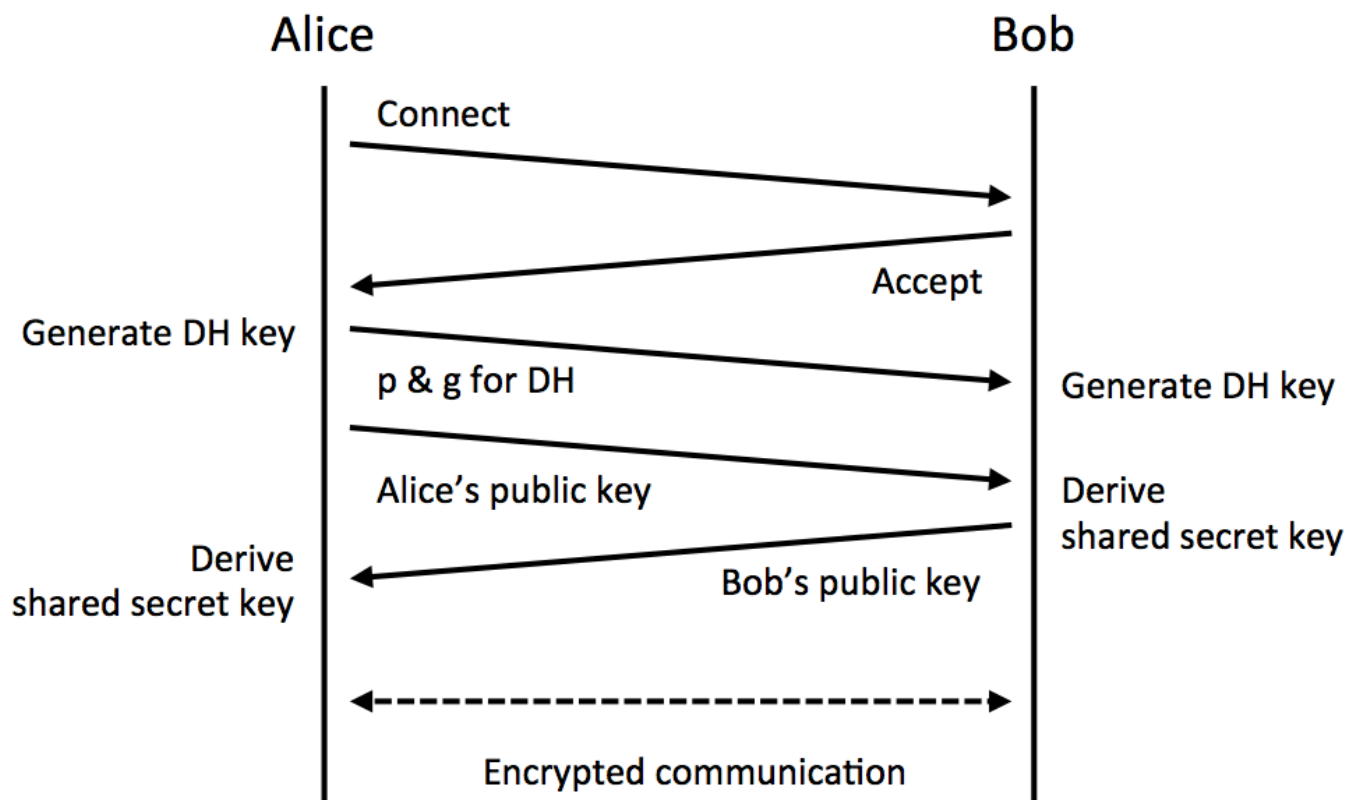 Alice
Bob
Connect
Accept
Generate DH key
p & g for DH
Generate DH key
Alice’s public key
Derive
shared secret key
Derive
shared secret key
Bob’s public key
Encrypted communication